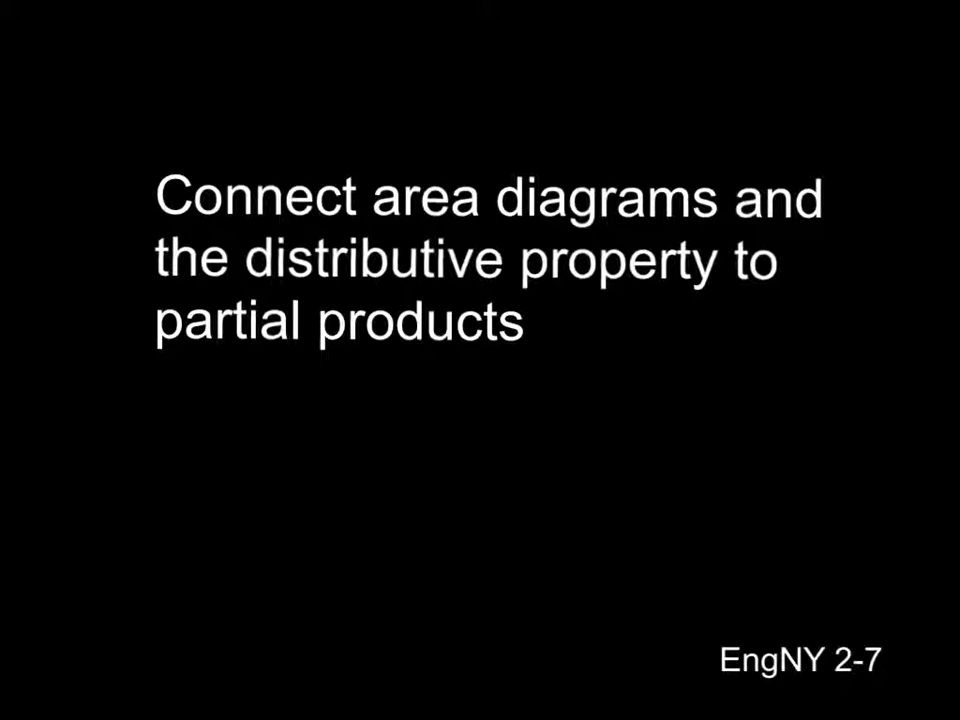 Connect area diagrams and
the distributive property to
partial products
EngNY 2-7